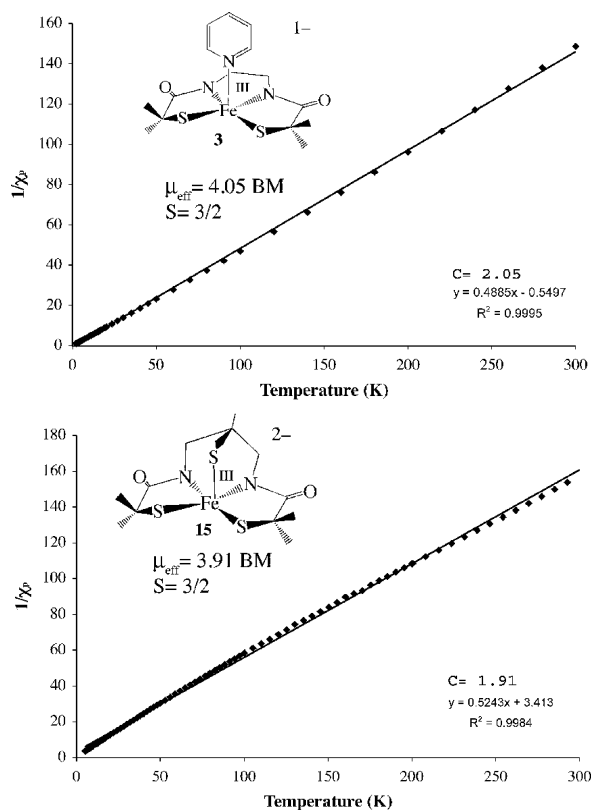 160
140
120
100
80
60
40
20
0
1/χp
0 50 100 150 200 250 300
Temperature (K)
1–
N
III
O N N O
S Fe S
3
μeff= 4.05 BM
S= 3/2
C= 2.05
y = 0.4885x - 0.5497
R² = 0.9995
180
160
140
120
100
80
60
40
20
0
1/χp
0 50 100 150 200 250 300
Temperature (K)
2–
S
III
O N N O
S Fe S
15
μeff= 3.91 BM
S= 3/2
C= 1.91
y = 0.5243x + 3.413
R² = 0.9984